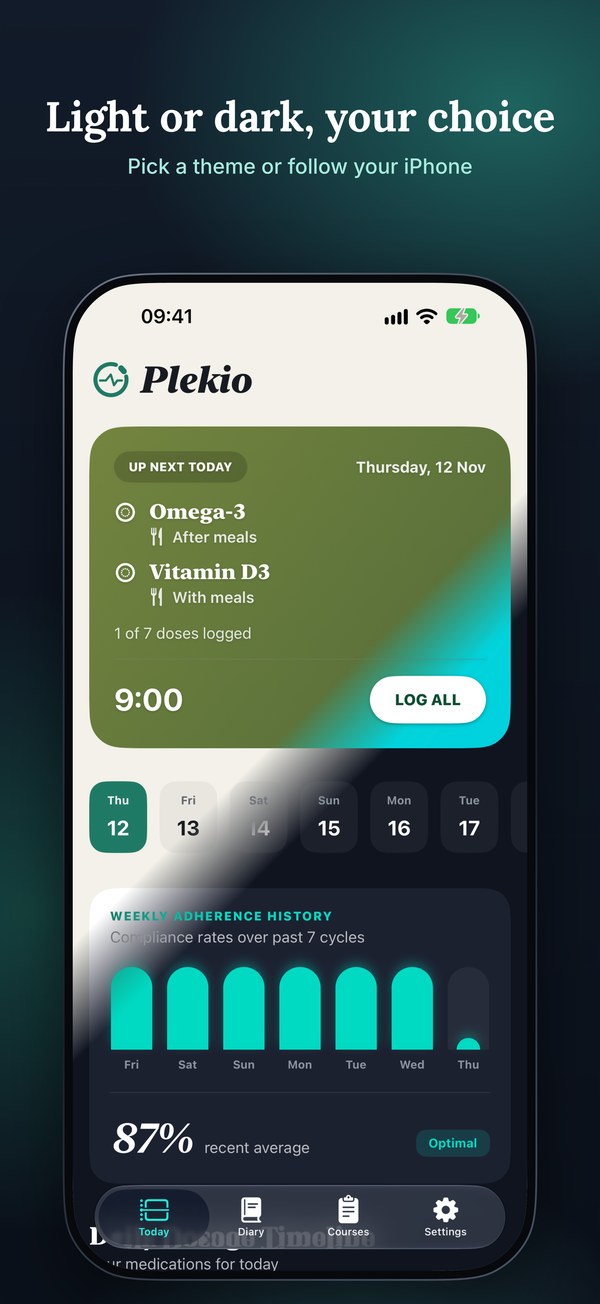 Light or dark, your choice
Pick a theme or follow your iPhone
09:41
Plekio
UP NEXT TODAY
Thursday, 12 Nov
Omega-3
After meals
Vitamin D3
With meals
1 of 7 doses logged
9:00
LOG ALL
Thu Fri Sat Sun Mon Tue
12 13 14 15 16 17
WEEKLY ADHERENCE HISTORY
Compliance rates over past 7 cycles
Fri Sat Sun Mon Tue Wed Thu
87% recent average
Optimal
Today Diary Courses Settings
medications for today